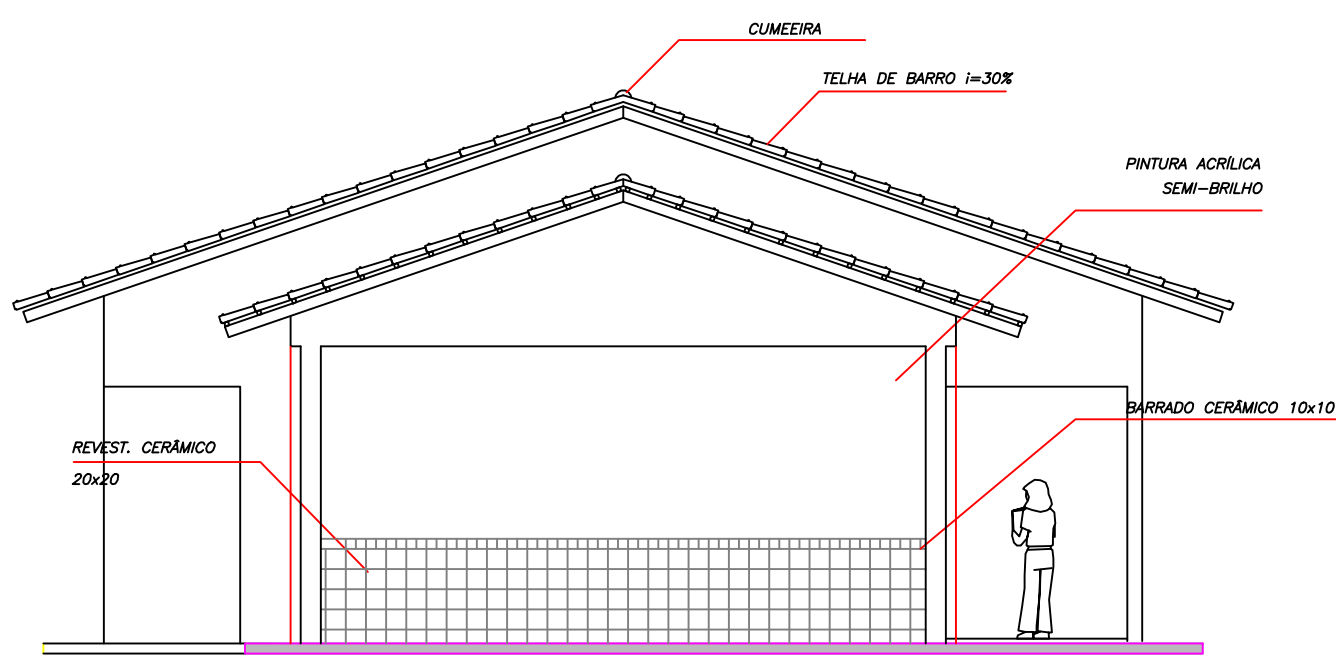 CUMEEIRA
TELHA DE BARRO i=30%
PINTURA ACRÍLICA
SEMI-BRILHO
BARRADO CERÂMICO 10x10
REVEST. CERÂMICO
20x20